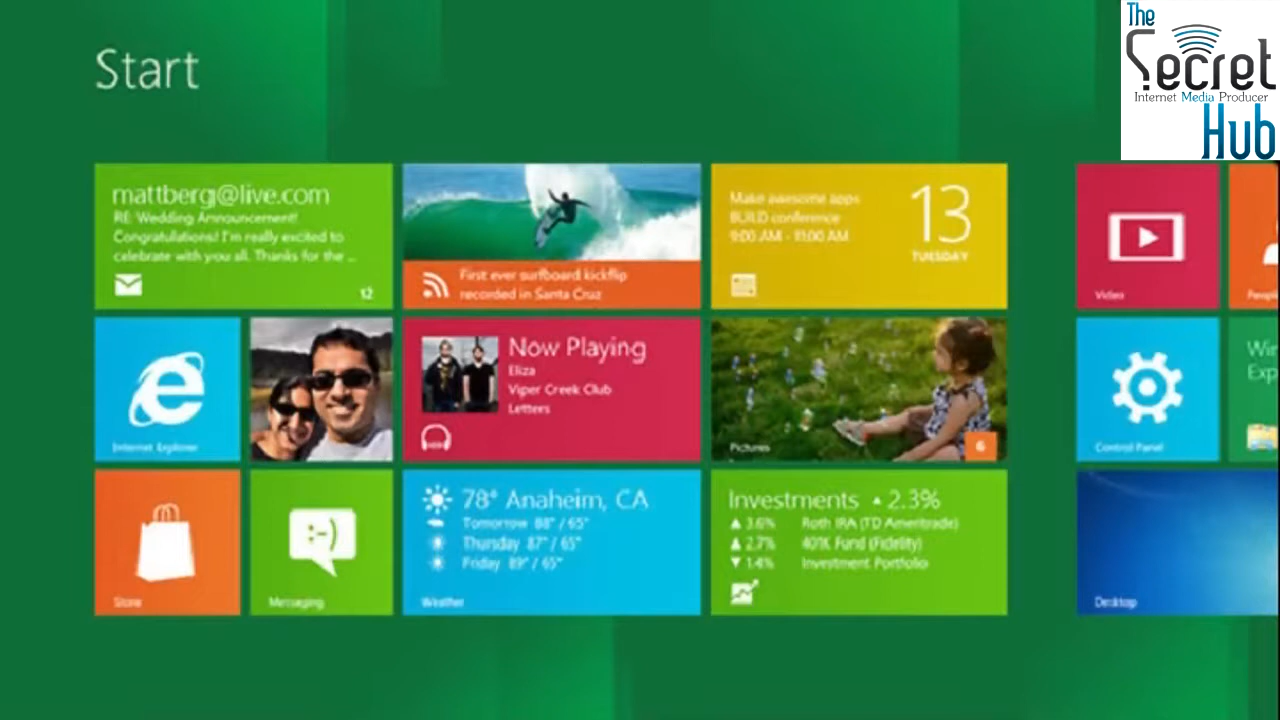 Start
The
Secret
Internet Media Producer
Hub
mattberg@live.com
RE: Wedding Announcement!
Congratulations! I'm really excited to
celebrate with you all. Thanks for the ...
12
First ever surfboard kickflip
recorded in Santa Cruz
Make awesome apps
BUILD conference
9:00 AM - 11:00 AM
13
TUESDAY
Video
Peopl
Internet Explorer
Now Playing
Eliza
Viper Creek Club
Letters
Pictures
6
Control Panel
Win
Exp
Store
:-)
Messaging
78° Anaheim, CA
Tomorrow 88°/65°
Thursday 87°/65°
Friday 89°/65°
Weather
Investments ▲2.3%
▲ 3.6% Roth IRA (TD Ameritrade)
▲ 2.7% 401K Fund (Fidelity)
▼ 1.4% Investment Portfolio
Desktop